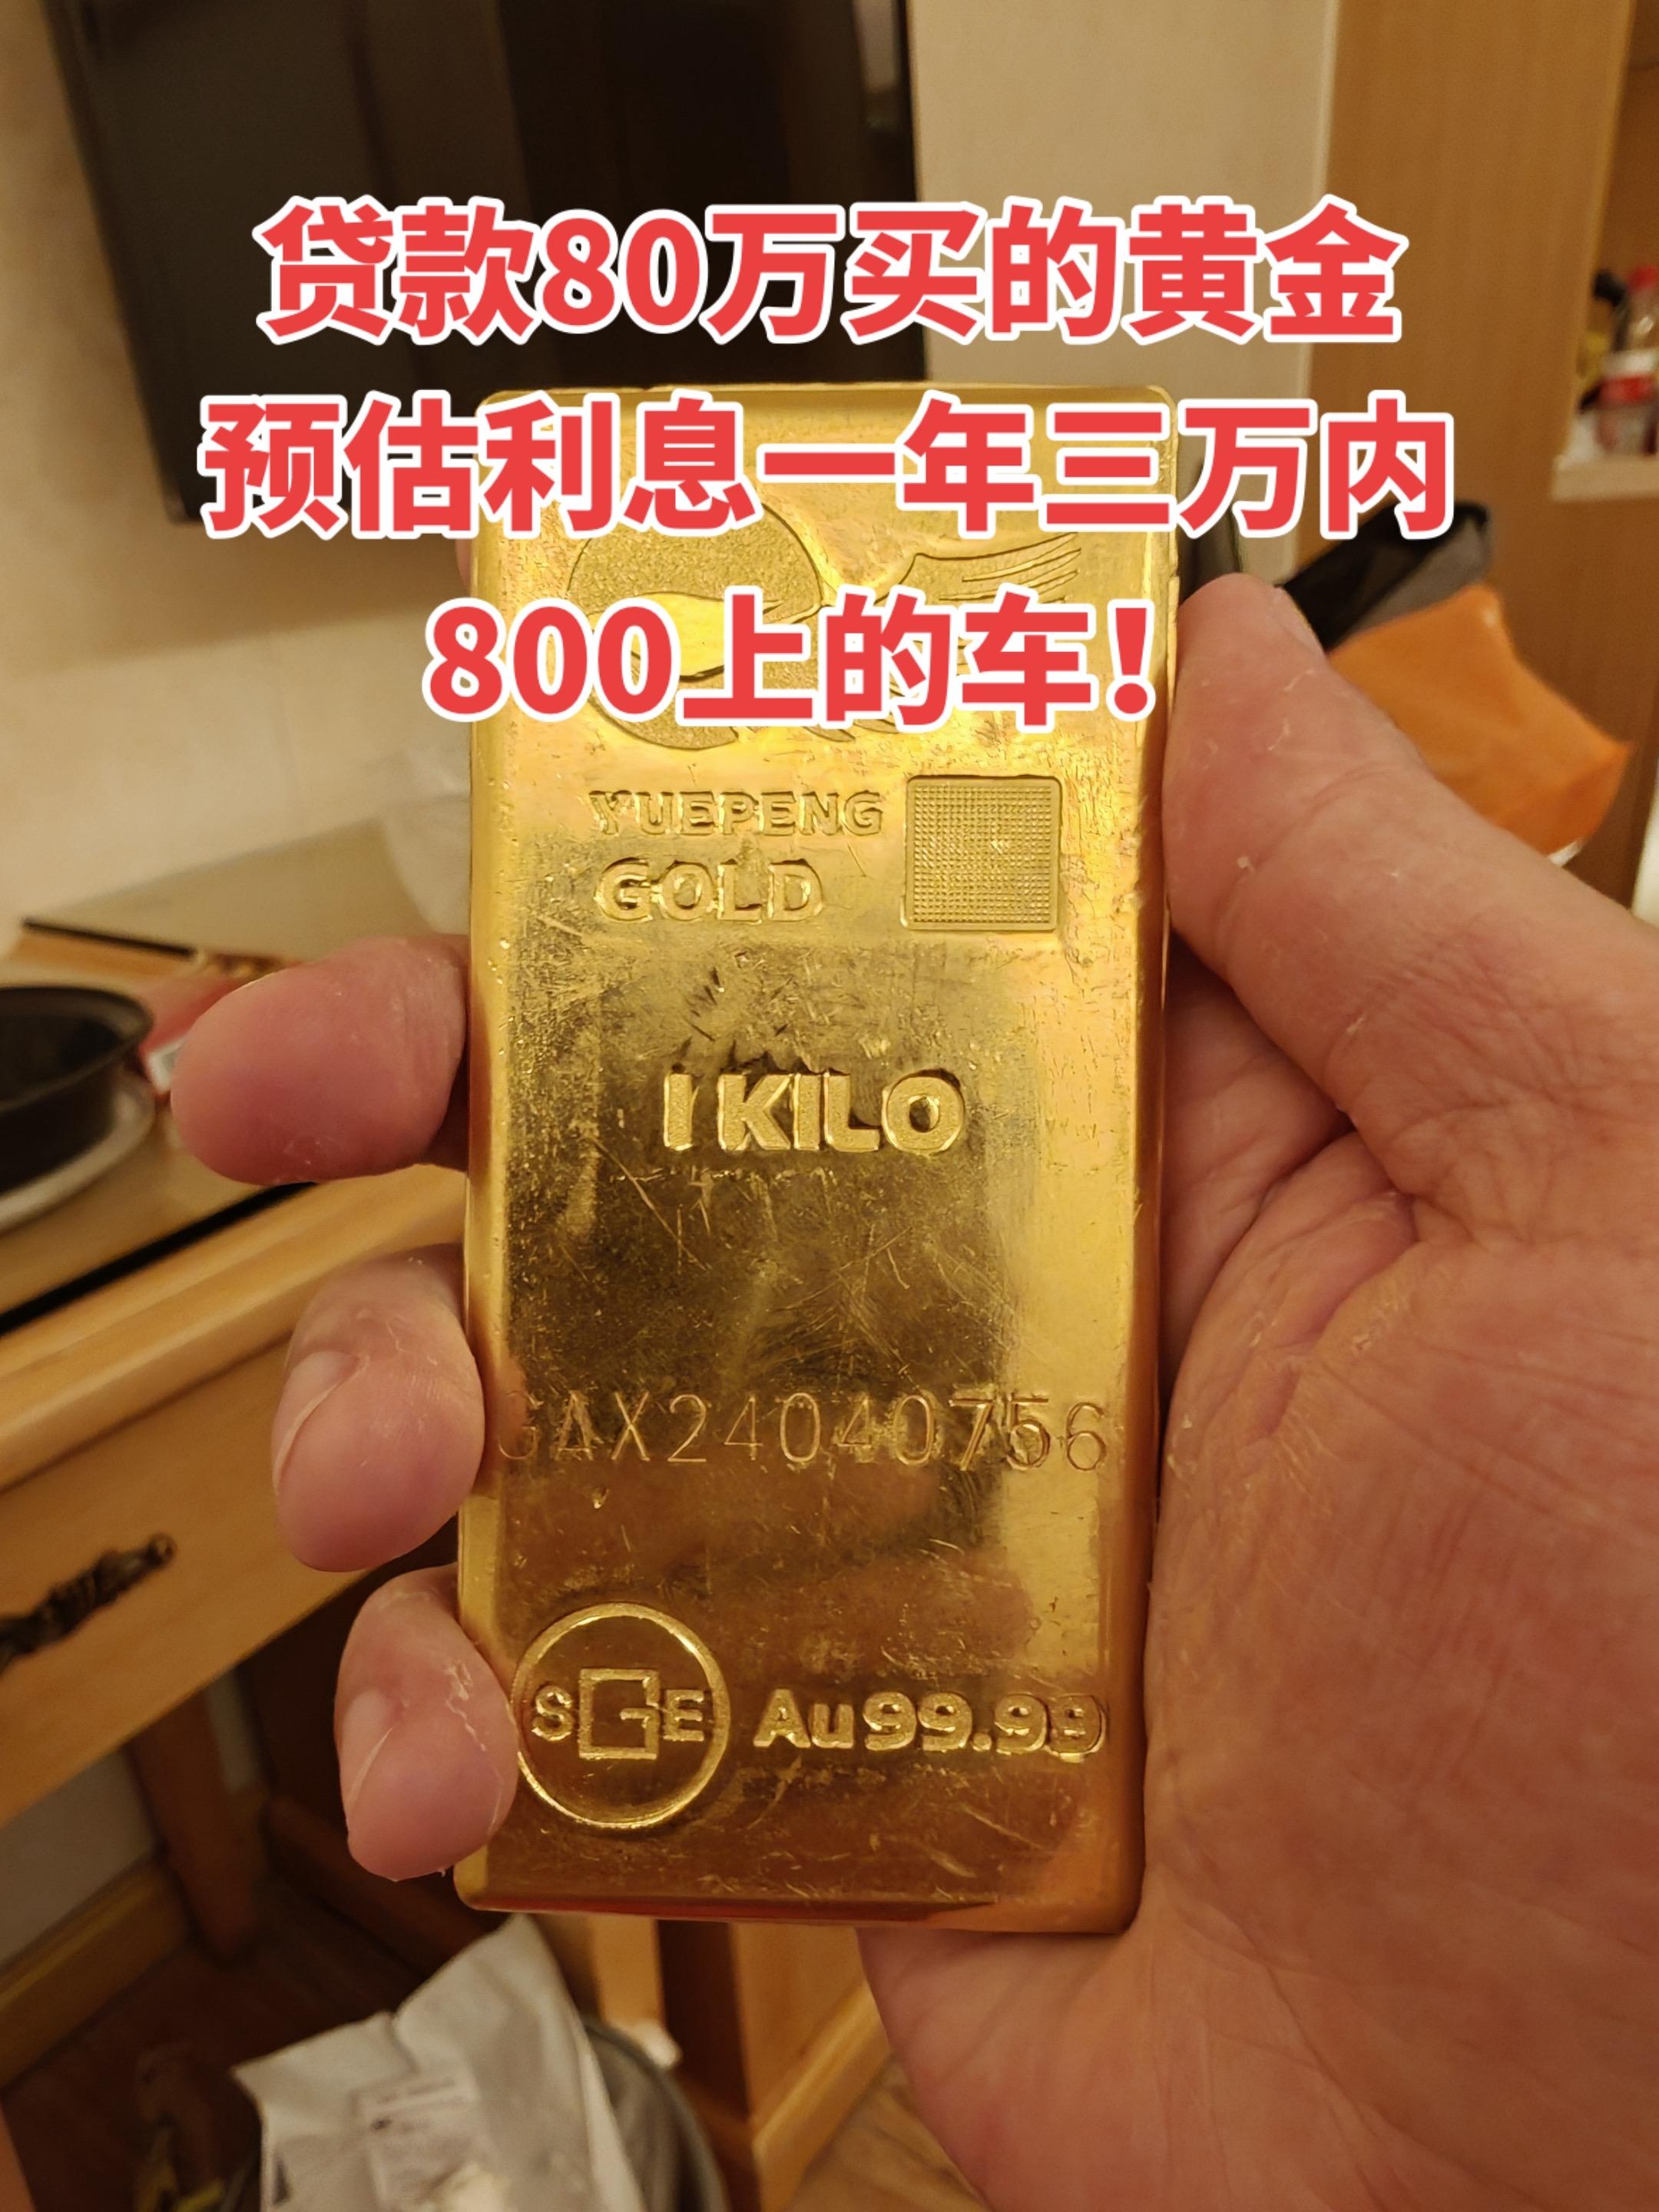 贷款80万买的黄金
预估利息一年三万内
800上的车！
YUEPENG
GOLD
1 KILO
GAX24040756
SGE Au99.99